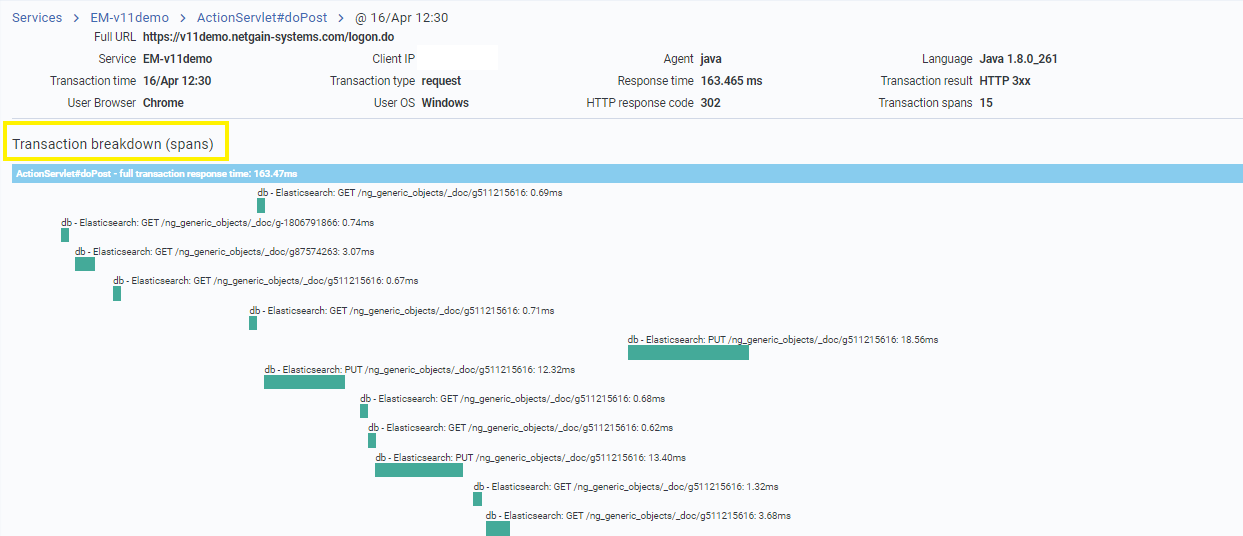 Services > EM-v11demo > ActionServlet#doPost > @ 16/Apr 12:30
Full URL https://v11demo.netgain-systems.com/logon.do
Service EM-v11demo Client IP Agent java Language Java 1.8.0_261
Transaction time 16/Apr 12:30 Transaction type request Response time 163.465 ms Transaction result HTTP 3xx
User Browser Chrome User OS Windows HTTP response code 302 Transaction spans 15
Transaction breakdown (spans)
ActionServlet#doPost - full transaction response time: 163.47ms
db - Elasticsearch: GET /ng_generic_objects/_doc/g511215616: 0.69ms
db - Elasticsearch: GET /ng_generic_objects/_doc/g-1806791866: 0.74ms
db - Elasticsearch: GET /ng_generic_objects/_doc/g87574263: 3.07ms
db - Elasticsearch: GET /ng_generic_objects/_doc/g511215616: 0.67ms
db - Elasticsearch: GET /ng_generic_objects/_doc/g511215616: 0.71ms
db - Elasticsearch: PUT /ng_generic_objects/_doc/g511215616: 18.56ms
db - Elasticsearch: PUT /ng_generic_objects/_doc/g511215616: 12.32ms
db - Elasticsearch: GET /ng_generic_objects/_doc/g511215616: 0.68ms
db - Elasticsearch: GET /ng_generic_objects/_doc/g511215616: 0.62ms
db - Elasticsearch: PUT /ng_generic_objects/_doc/g511215616: 13.40ms
db - Elasticsearch: GET /ng_generic_objects/_doc/g511215616: 1.32ms
db - Elasticsearch: GET /ng_generic_objects/_doc/g511215616: 3.68ms